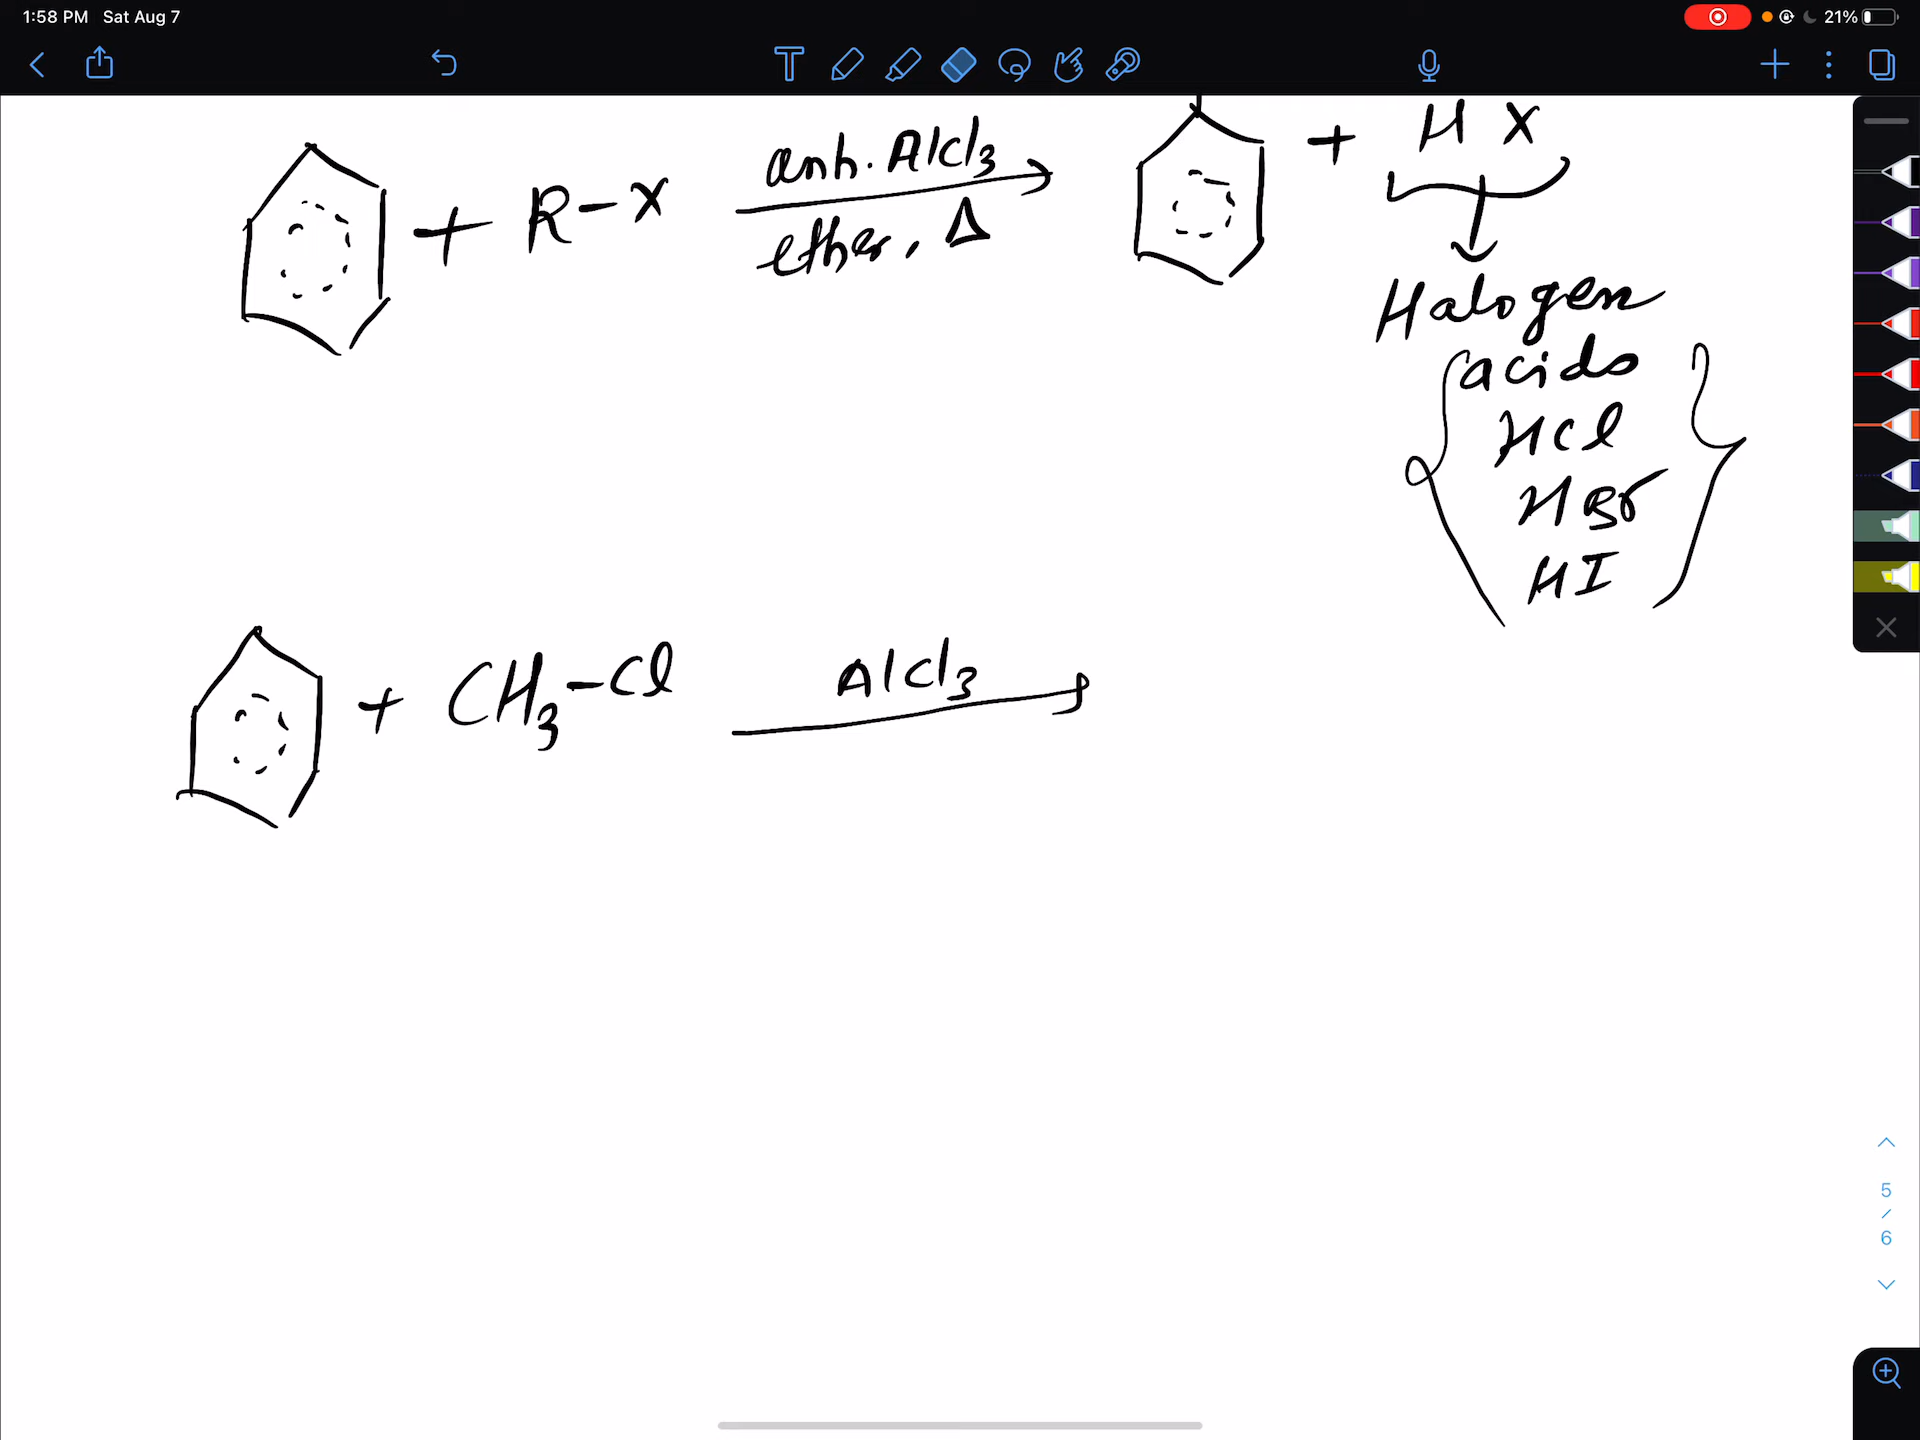 1:58 PM Sat Aug 7
21%
+ R-X anh. AlCl3 + H X
ether, Δ
Halogen
acids
HCl
HBr
HI
+ CH3-Cl AlCl3
5
/
6